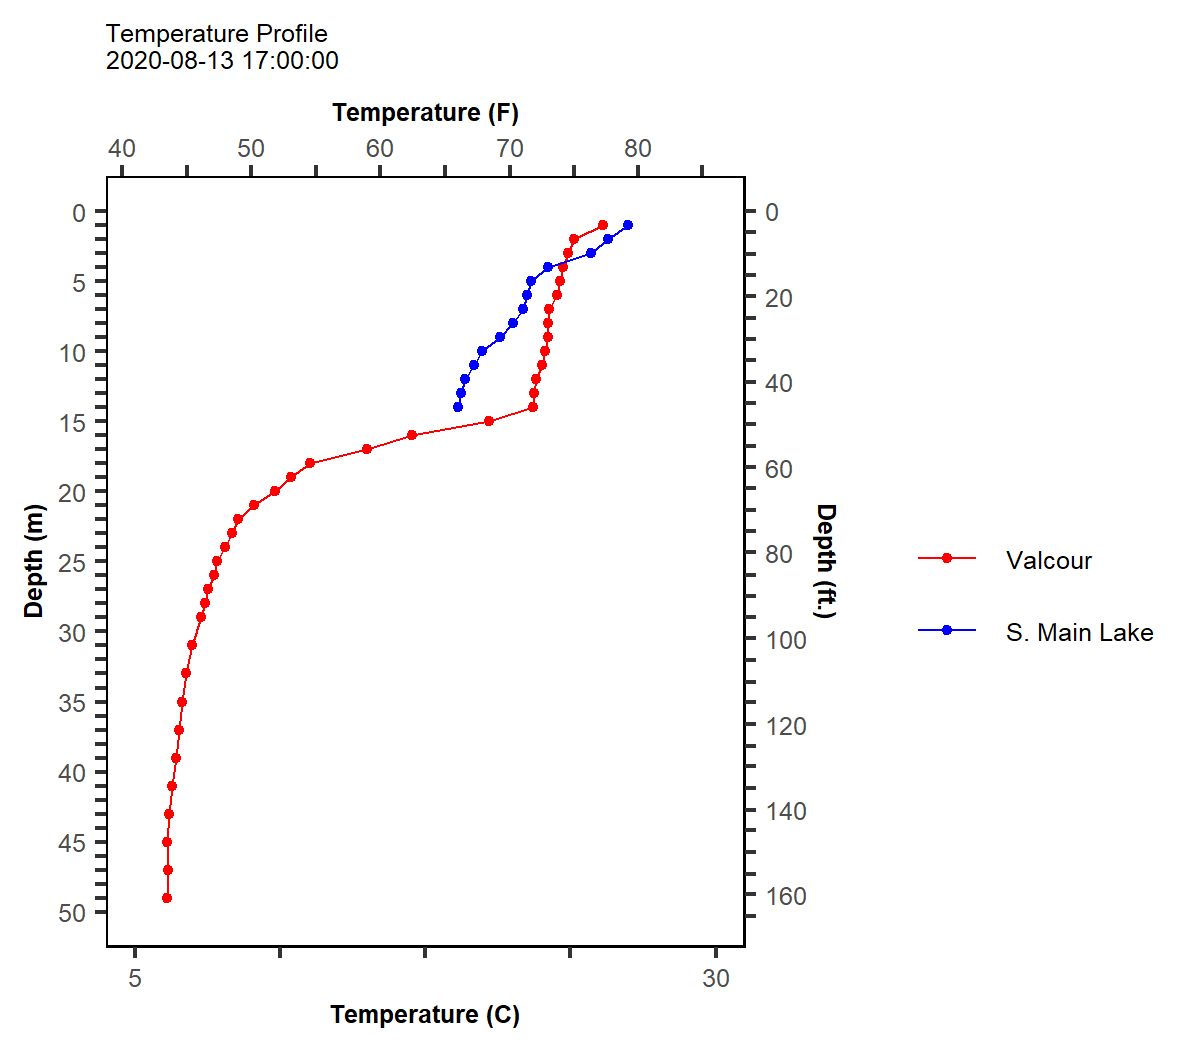 Temperature Profile
2020-08-13 17:00:00
Temperature (F)
40 50 60 70 80
0 0
5
20
10
40
15
60
20
Depth (m)
Depth (ft.)
80
25
Valcour
30
100
S. Main Lake
35
120
40
140
45
160
50
5 30
Temperature (C)